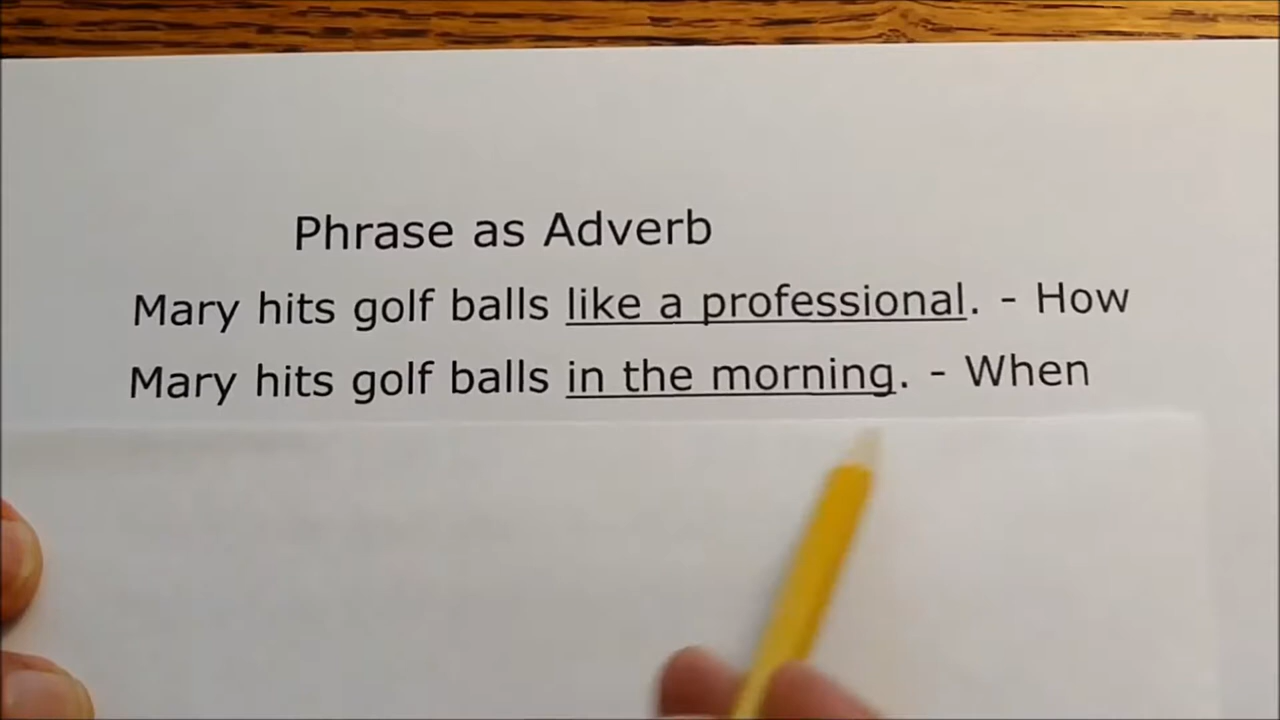 Phrase as Adverb
Mary hits golf balls like a professional. - How
Mary hits golf balls in the morning. - When